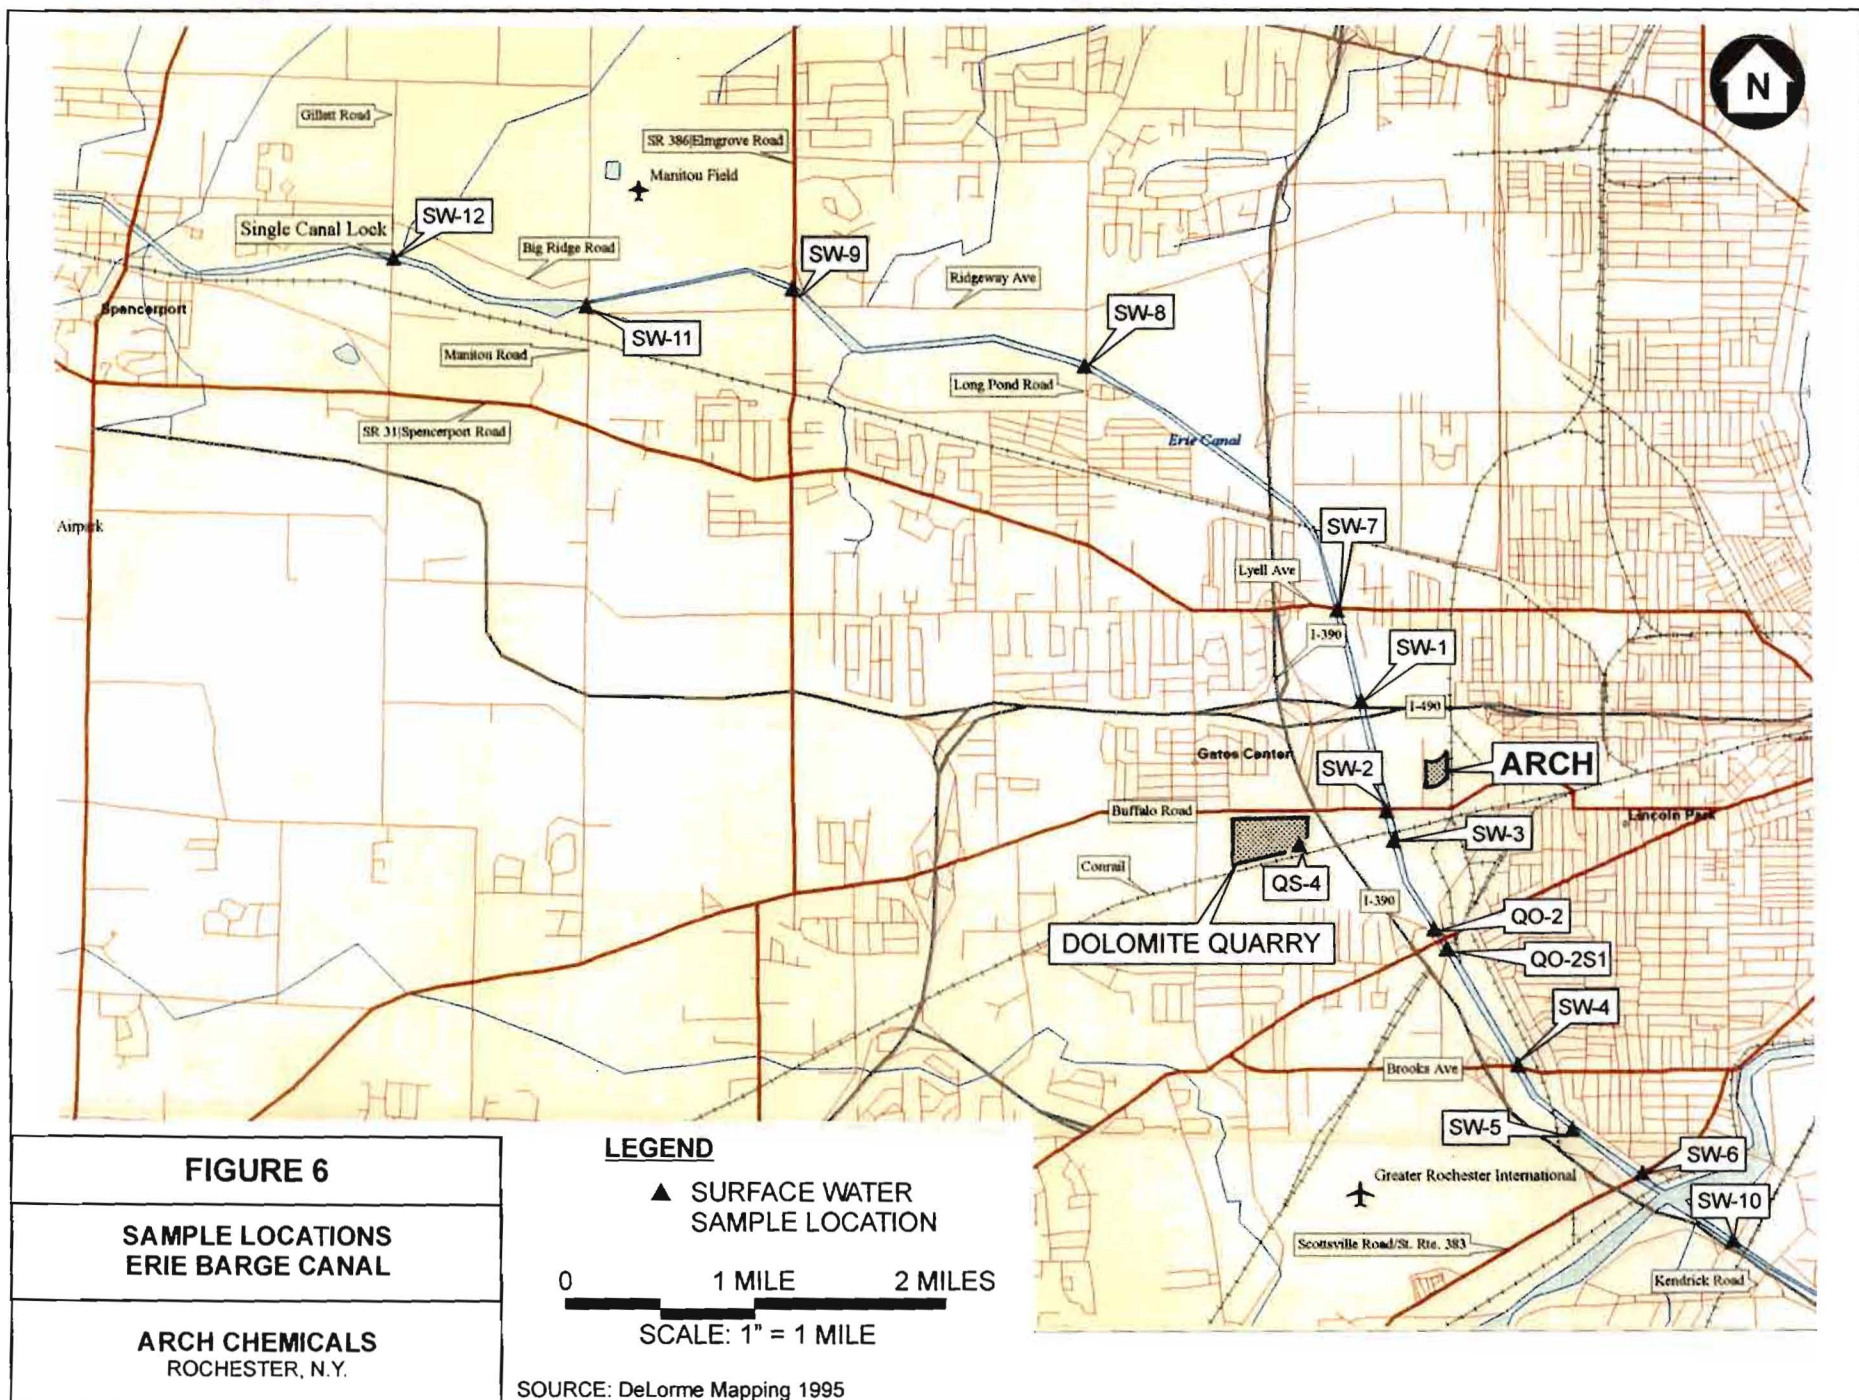 N
Gillett Road
SR 386|Elmgrove Road
Manitou Field
SW-12
Single Canal Lock
Big Ridge Road
SW-9
Ridgeway Ave
Spencerport
SW-8
SW-11
Maniton Road
Long Pond Road
SR 31|Spencerport Road
Erie Canal
Airpark
SW-7
Lyell Ave
I-390
SW-1
I-490
Gates Center
SW-2
ARCH
Buffalo Road
Lincoln Park
SW-3
Conrail
QS-4
I-390
QO-2
DOLOMITE QUARRY
QO-2S1
SW-4
Brooks Ave
SW-5
SW-6
Greater Rochester International
SW-10
Scottsville Road/St. Rte. 383
Kendrick Road
FIGURE 6
SAMPLE LOCATIONS
ERIE BARGE CANAL
ARCH CHEMICALS
ROCHESTER, N.Y.
LEGEND
▲ SURFACE WATER
SAMPLE LOCATION
0 1 MILE 2 MILES
SCALE: 1" = 1 MILE
SOURCE: DeLorme Mapping 1995